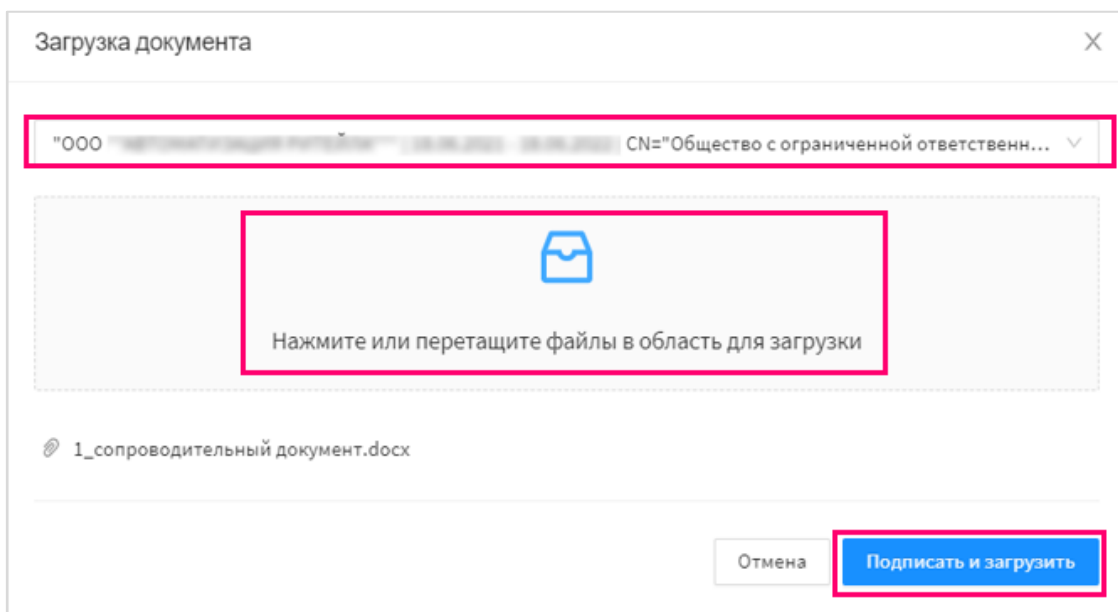 Загрузка документа
"ООО CN="Общество с ограниченной ответственн...
Нажмите или перетащите файлы в область для загрузки
1_сопроводительный документ.docx
Отмена
Подписать и загрузить